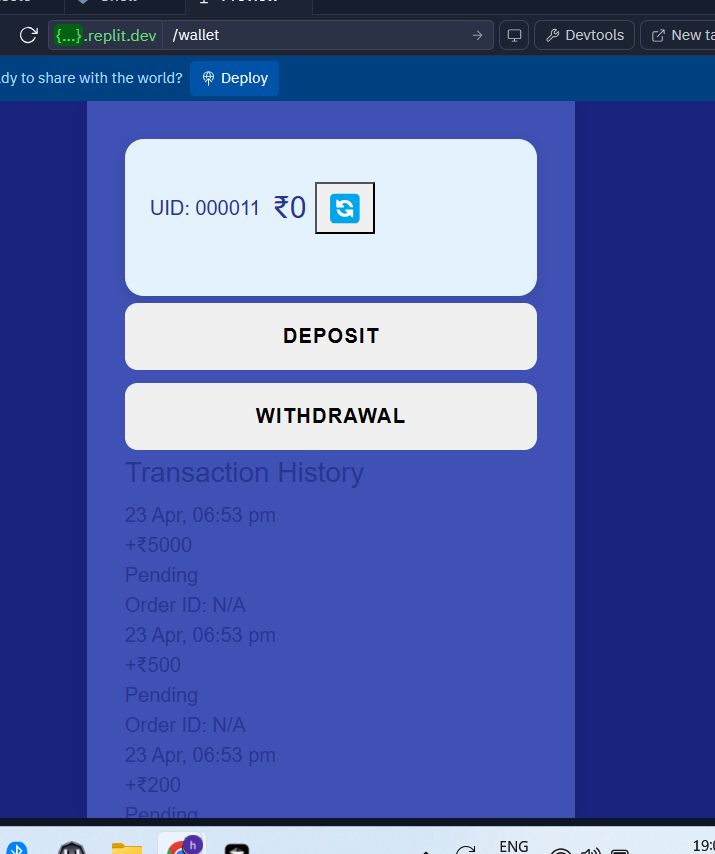 {...}.replit.dev /wallet Devtools New ta
dy to share with the world? Deploy
UID: 000011 ₹0
DEPOSIT
WITHDRAWAL
Transaction History
23 Apr, 06:53 pm
+₹5000
Pending
Order ID: N/A
23 Apr, 06:53 pm
+₹500
Pending
Order ID: N/A
23 Apr, 06:53 pm
+₹200
Pending
h
ENG